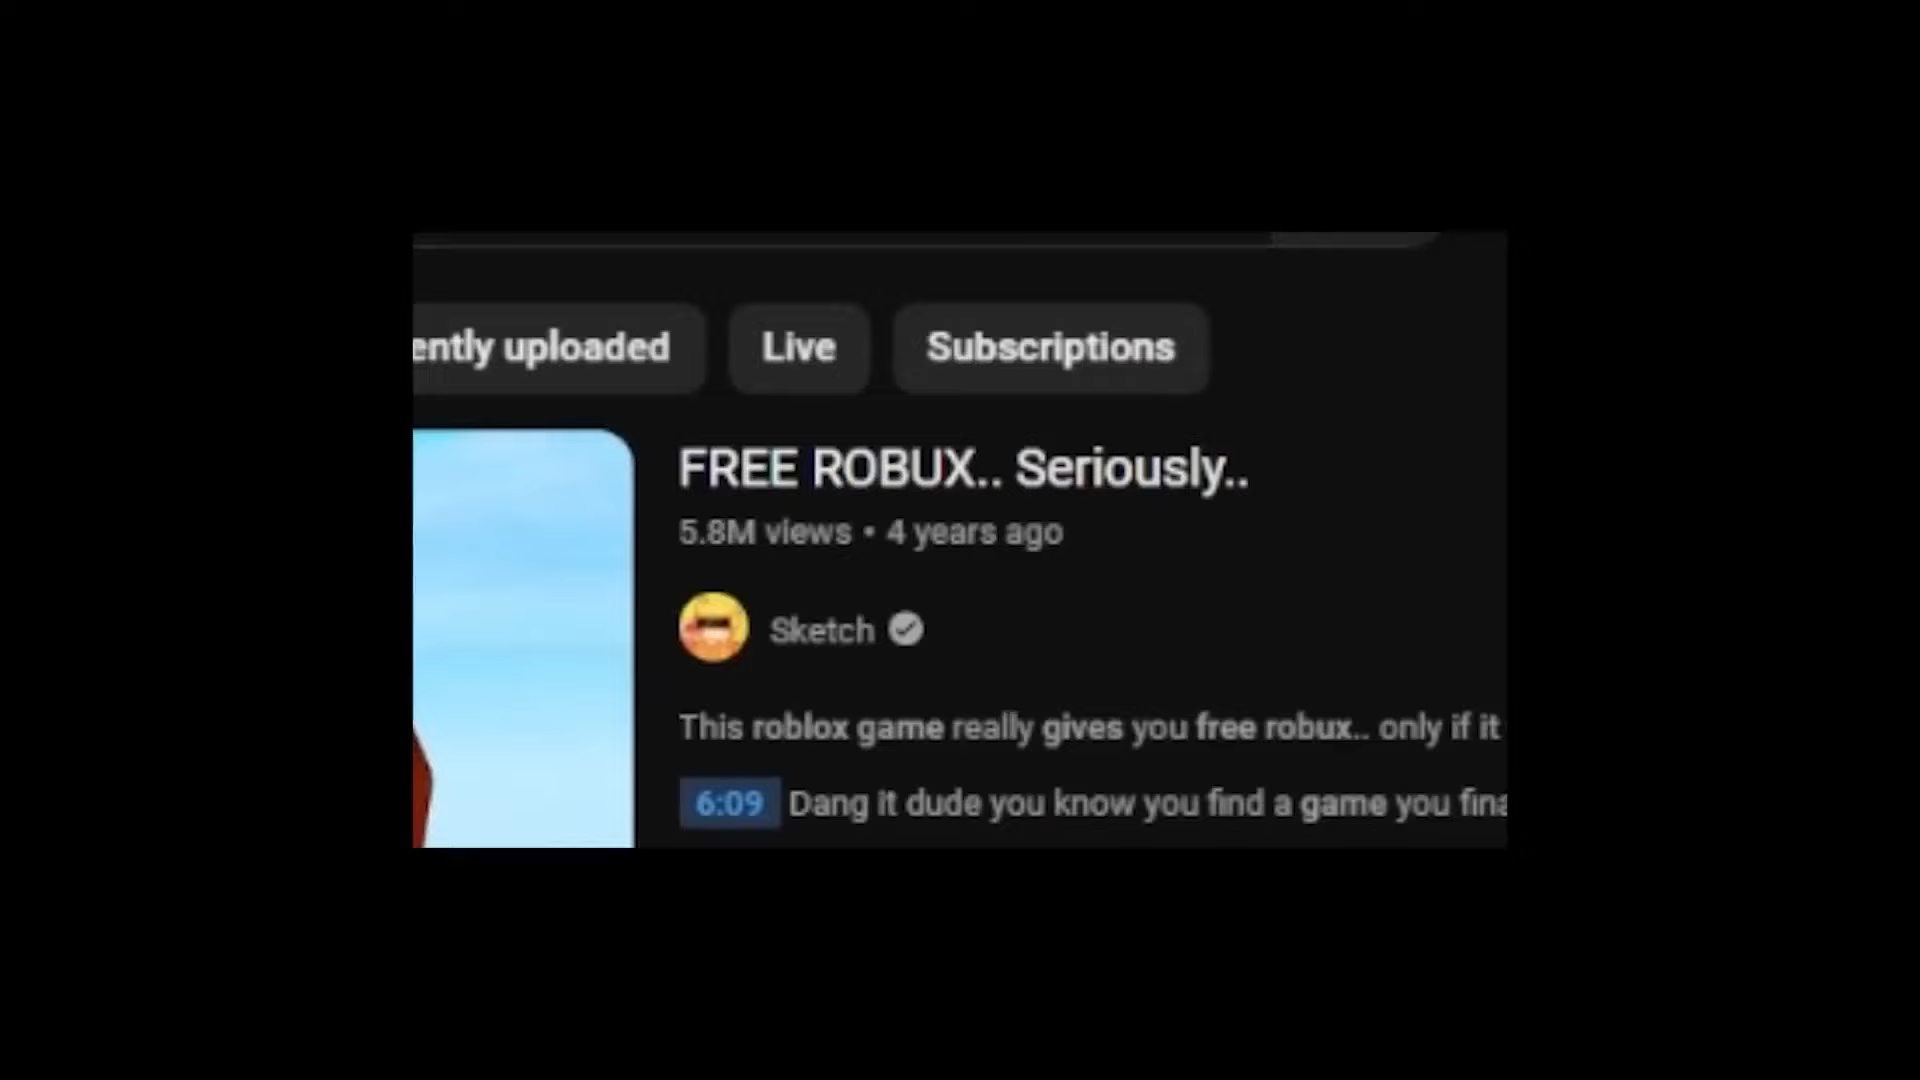 ently uploaded Live Subscriptions
FREE ROBUX.. Seriously..
5.8M views • 4 years ago
Sketch
This roblox game really gives you free robux.. only if it
6:09 Dang it dude you know you find a game you fina